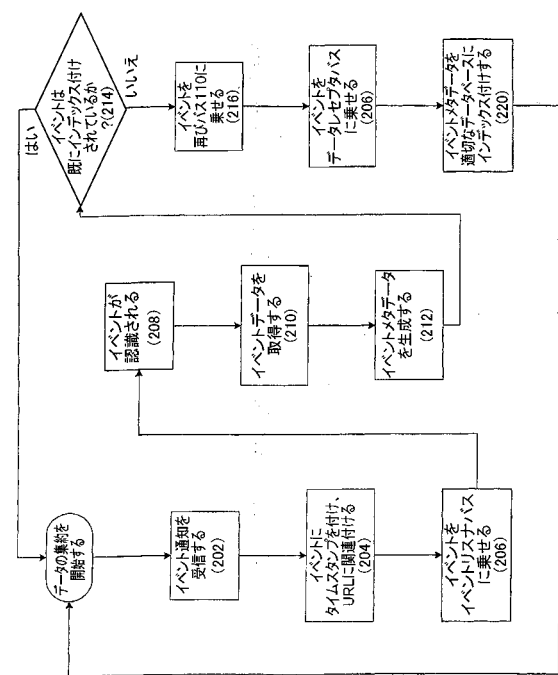 データの集約を
開始する
イベント通知を
受信する
(202)
イベントに
タイムスタンプを付け、
URLに関連付ける
(204)
イベントを
イベントリスナバス
に乗せる
(206)
イベントが
認識される
(208)
イベントデータを
取得する
(210)
イベントメタデータ
を生成する
(212)
イベントは
既にインデックス付け
されているか
?(214)
はい
いいえ
イベントを
再びバス110に
乗せる
(216)
イベントを
データレセプタバス
に乗せる
(206)
イベントメタデータを
適切なデータベースに
インデックス付けする
(220)